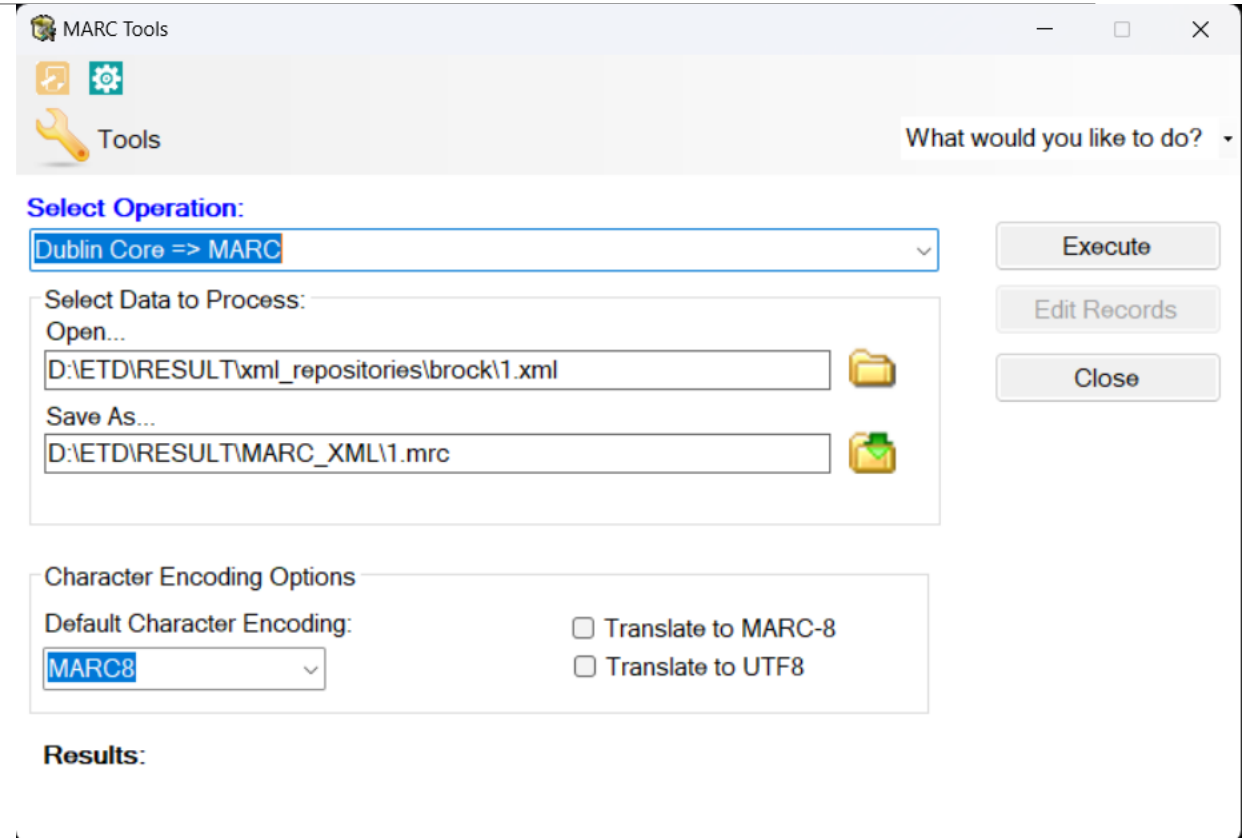 MARC Tools
Tools
What would you like to do?
Select Operation:
Dublin Core => MARC
Execute
Select Data to Process:
Edit Records
Open...
D:\ETD\RESULT\xml_repositories\brock\1.xml
Close
Save As...
D:\ETD\RESULT\MARC_XML\1.mrc
Character Encoding Options
Default Character Encoding:
Translate to MARC-8
MARC8
Translate to UTF8
Results: